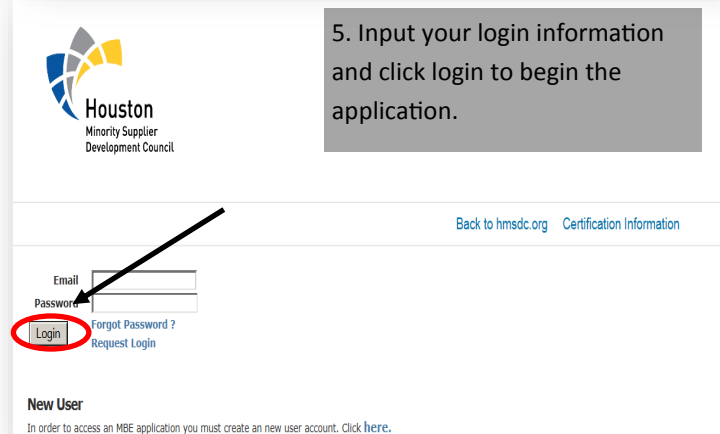 5. Input your login information
and click login to begin the
application.
Houston
Minority Supplier
Development Council
Back to hmsdc.org Certification Information
Email
Password
Login
Forgot Password ?
Request Login
New User
In order to access an MBE application you must create an new user account. Click here.